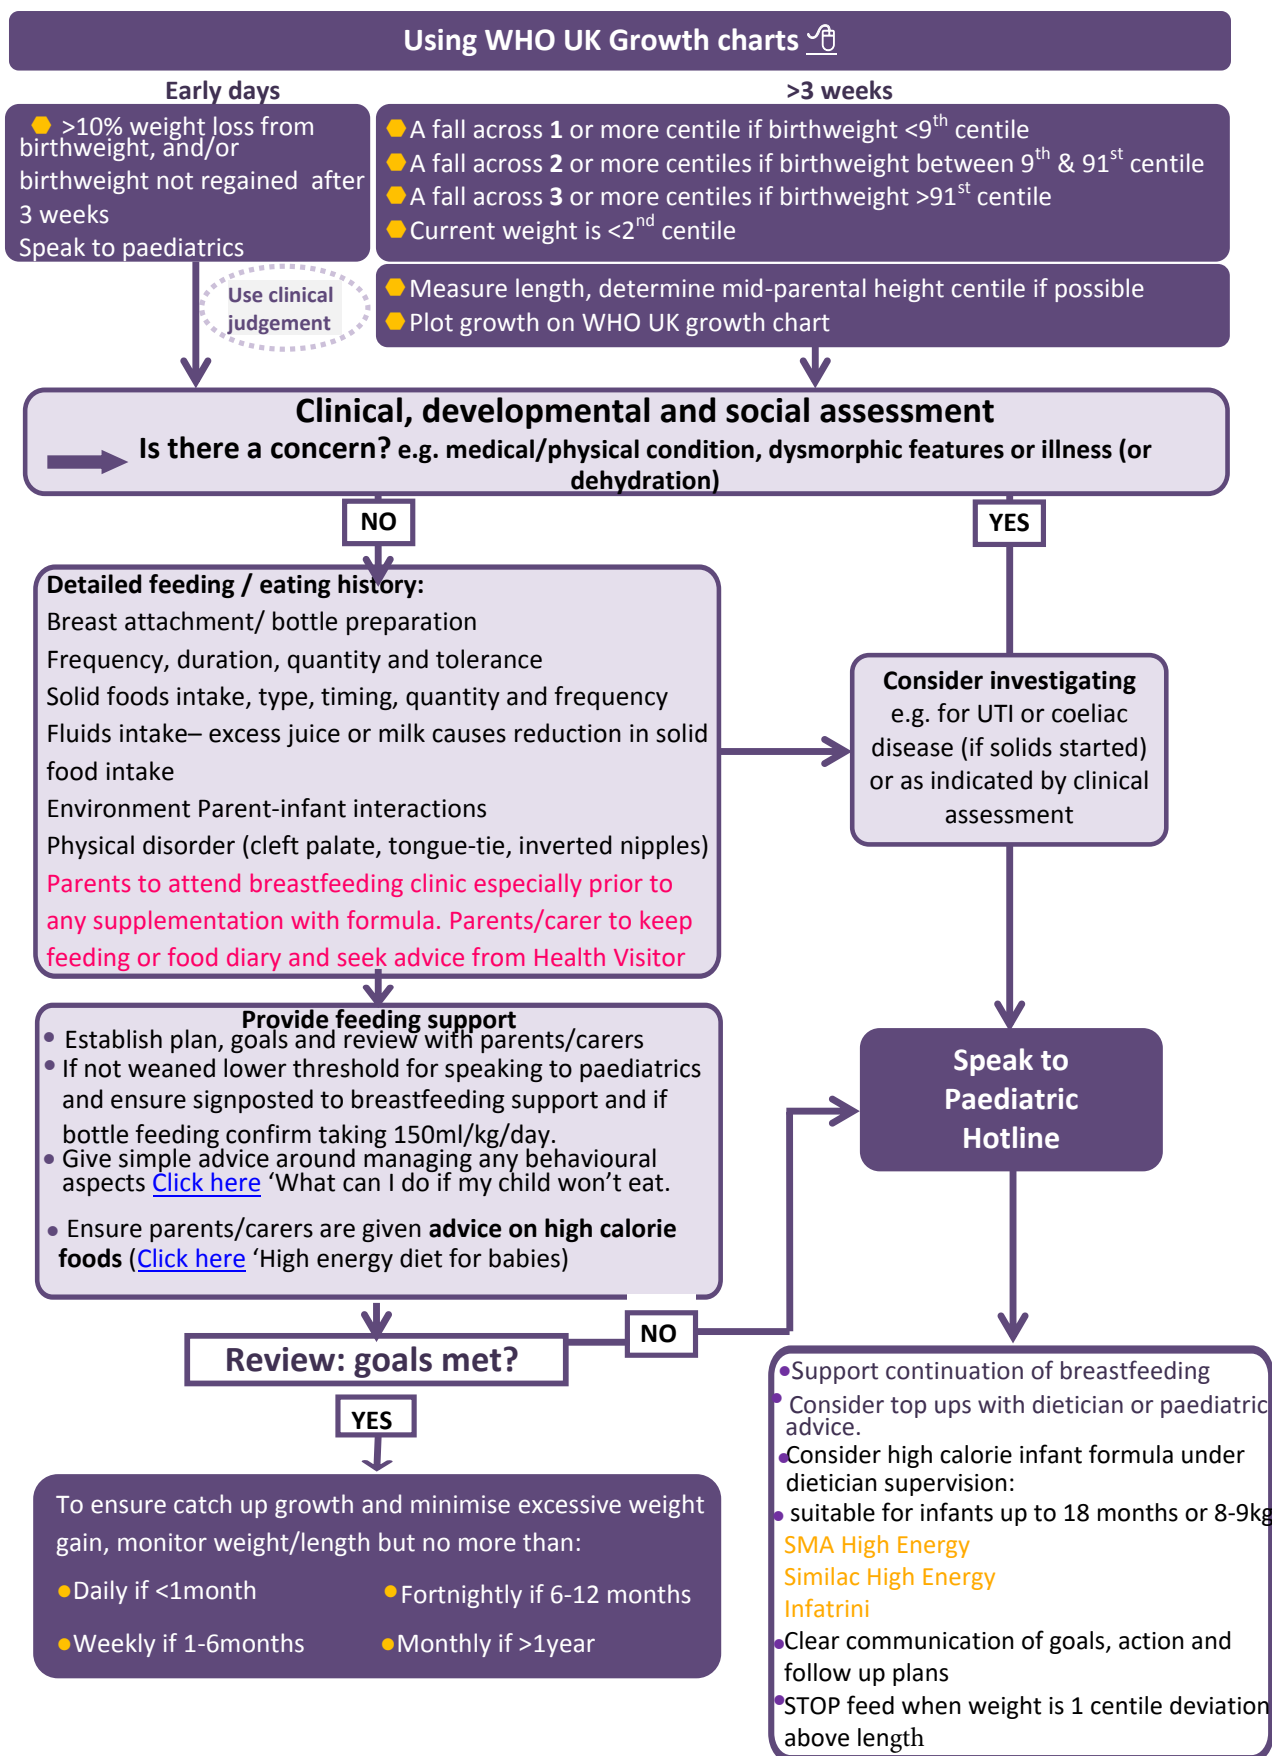 Using WHO UK Growth charts
Early days
>10% weight loss from
birthweight, and/or
birthweight not regained after
3 weeks
Speak to paediatrics
>3 weeks
A fall across 1 or more centile if birthweight <9th centile
A fall across 2 or more centiles if birthweight between 9th & 91st centile
A fall across 3 or more centiles if birthweight >91st centile
Current weight is <2nd centile
Use clinical
judgement
Measure length, determine mid-parental height centile if possible
Plot growth on WHO UK growth chart
Clinical, developmental and social assessment
Is there a concern? e.g. medical/physical condition, dysmorphic features or illness (or
dehydration)
NO
YES
Detailed feeding / eating history:
Breast attachment/ bottle preparation
Frequency, duration, quantity and tolerance
Solid foods intake, type, timing, quantity and frequency
Fluids intake– excess juice or milk causes reduction in solid
food intake
Environment Parent-infant interactions
Physical disorder (cleft palate, tongue-tie, inverted nipples)
Parents to attend breastfeeding clinic especially prior to
any supplementation with formula. Parents/carer to keep
feeding or food diary and seek advice from Health Visitor
Consider investigating
e.g. for UTI or coeliac
disease (if solids started)
or as indicated by clinical
assessment
Provide feeding support
• Establish plan, goals and review with parents/carers
• If not weaned lower threshold for speaking to paediatrics
and ensure signposted to breastfeeding support and if
bottle feeding confirm taking 150ml/kg/day.
• Give simple advice around managing any behavioural
aspects Click here ‘What can I do if my child won’t eat.
• Ensure parents/carers are given advice on high calorie
foods (Click here ‘High energy diet for babies)
Speak to
Paediatric
Hotline
NO
Review: goals met?
YES
To ensure catch up growth and minimise excessive weight
gain, monitor weight/length but no more than:
•Daily if <1month
•Fortnightly if 6-12 months
•Weekly if 1-6months
•Monthly if >1year
•Support continuation of breastfeeding
• Consider top ups with dietician or paediatric
advice.
•Consider high calorie infant formula under
dietician supervision:
• suitable for infants up to 18 months or 8-9kg
SMA High Energy
Similac High Energy
Infatrini
•Clear communication of goals, action and
follow up plans
•STOP feed when weight is 1 centile deviation
above length